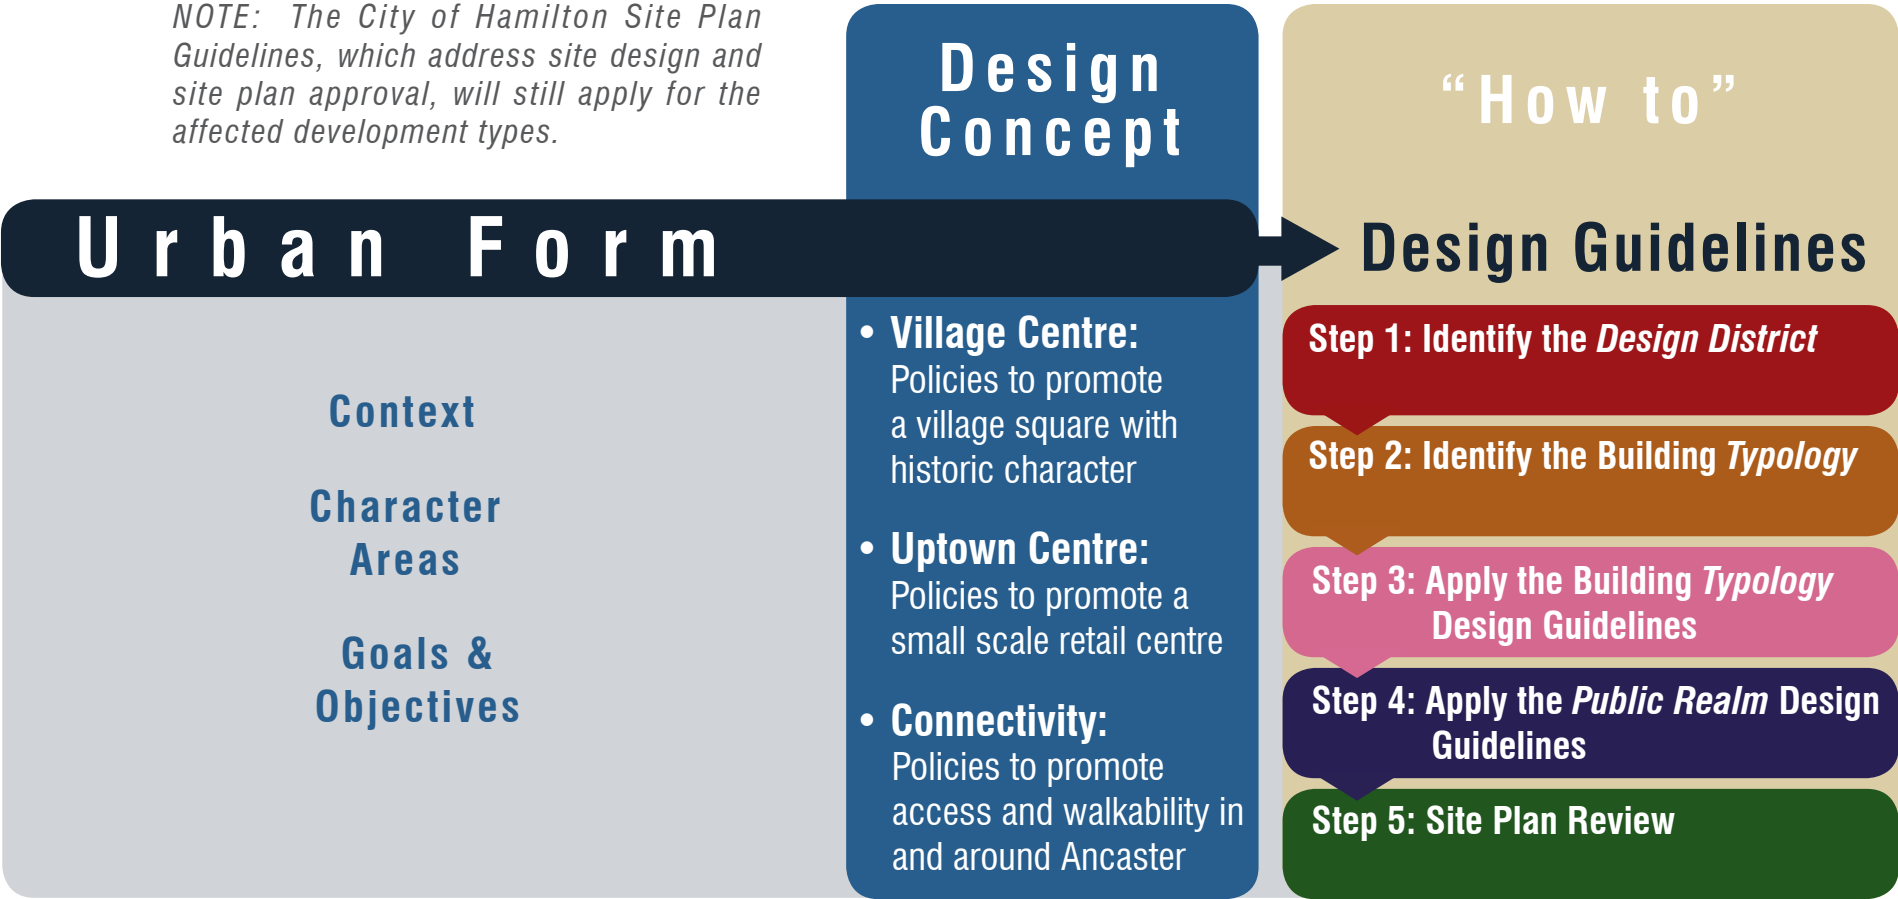 NOTE: The City of Hamilton Site Plan
Guidelines, which address site design and
site plan approval, will still apply for the
affected development types.
Design
Concept
“How to”
Urban Form
Design Guidelines
Context
Character
Areas
Goals &
Objectives
• Village Centre:
Policies to promote
a village square with
historic character
• Uptown Centre:
Policies to promote a
small scale retail centre
• Connectivity:
Policies to promote
access and walkability in
and around Ancaster
Step 1: Identify the Design District
Step 2: Identify the Building Typology
Step 3: Apply the Building Typology
Design Guidelines
Step 4: Apply the Public Realm Design
Guidelines
Step 5: Site Plan Review